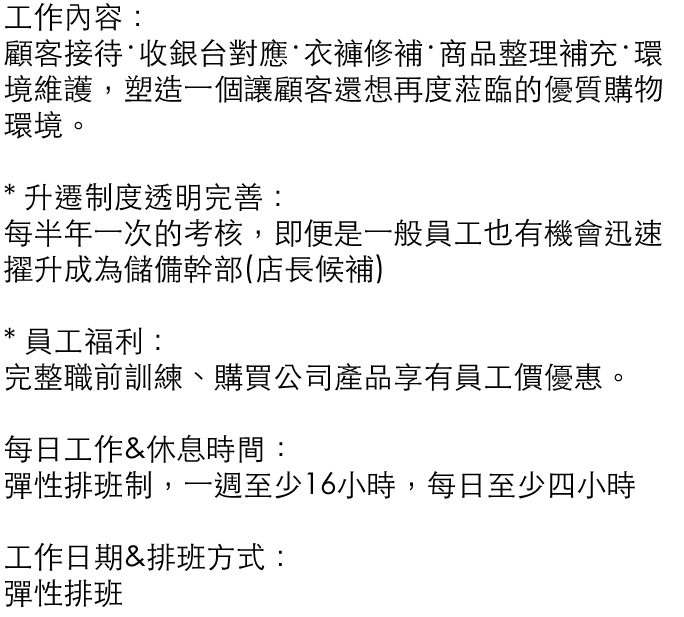 工作內容：
顧客接待˙收銀台對應˙衣褲修補˙商品整理補充˙環
境維護，塑造一個讓顧客還想再度蒞臨的優質購物
環境。
* 升遷制度透明完善：
每半年一次的考核，即便是一般員工也有機會迅速
擢升成為儲備幹部(店長候補)
* 員工福利：
完整職前訓練、購買公司產品享有員工價優惠。
每日工作&休息時間：
彈性排班制，一週至少16小時，每日至少四小時
工作日期&排班方式：
彈性排班